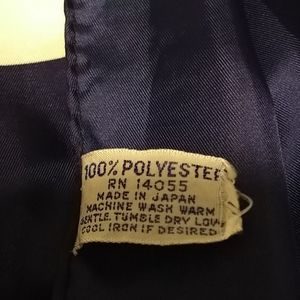 100% POLYESTER
RN 14055
MADE IN JAPAN
MACHINE WASH WARM
GENTLE, TUMBLE DRY LOW
COOL IRON IF DESIRED